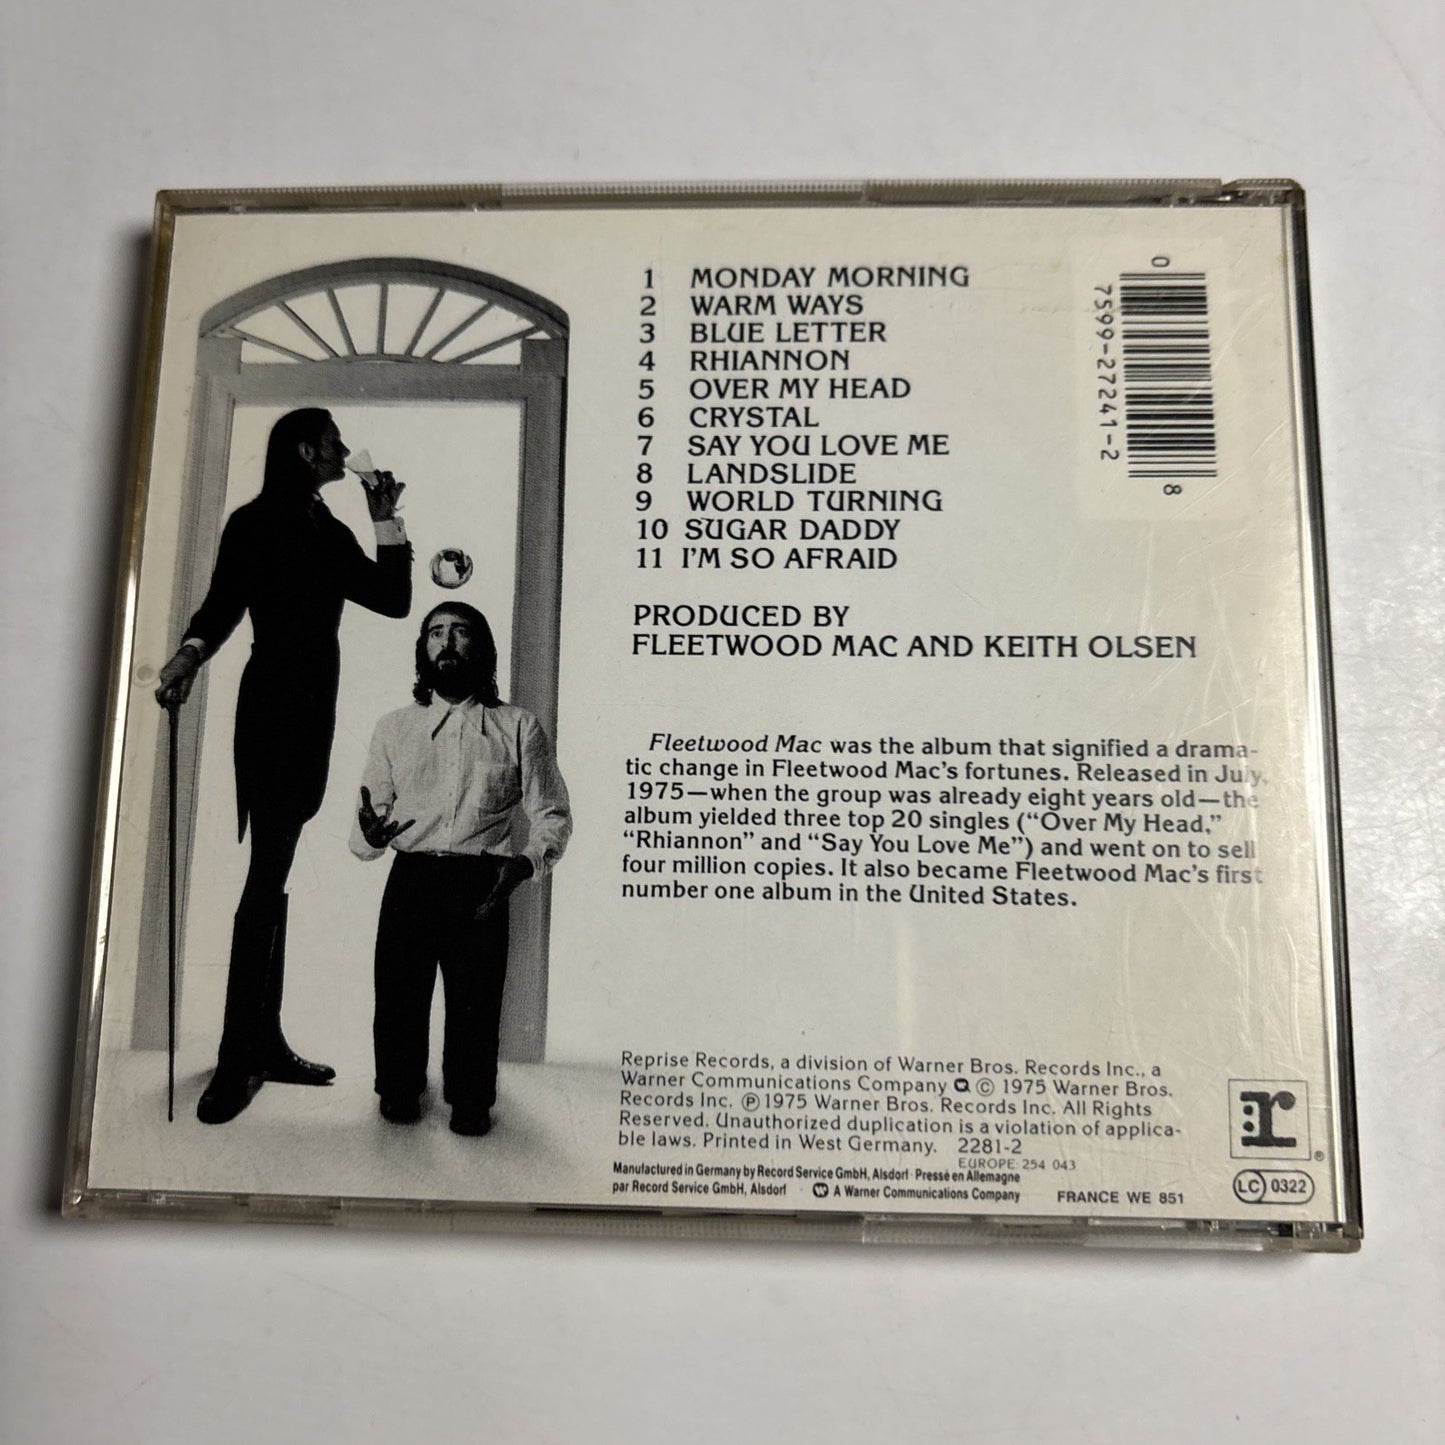 1 MONDAY MORNING
2 WARM WAYS
3 BLUE LETTER
4 RHIANNON
5 OVER MY HEAD
6 CRYSTAL
7 SAY YOU LOVE ME
8 LANDSLIDE
9 WORLD TURNING
10 SUGAR DADDY
11 I'M SO AFRAID
0 7599-27241-2 8
PRODUCED BY
FLEETWOOD MAC AND KEITH OLSEN
Fleetwood Mac was the album that signified a drama-
tic change in Fleetwood Mac's fortunes. Released in July,
1975—when the group was already eight years old—the
album yielded three top 20 singles ("Over My Head,"
"Rhiannon" and "Say You Love Me") and went on to sell
four million copies. It also became Fleetwood Mac's first
number one album in the United States.
Reprise Records, a division of Warner Bros. Records Inc., a
Warner Communications Company © 1975 Warner Bros.
Records Inc. ℗ 1975 Warner Bros. Records Inc. All Rights
Reserved. Unauthorized duplication is a violation of applica-
ble laws. Printed in West Germany. 2281-2
EUROPE: 254 043
Manufactured in Germany by Record Service GmbH, Alsdorf · Pressé en Allemagne
par Record Service GmbH, Alsdorf · A Warner Communications Company
FRANCE WE 851
r ®
LC 0322